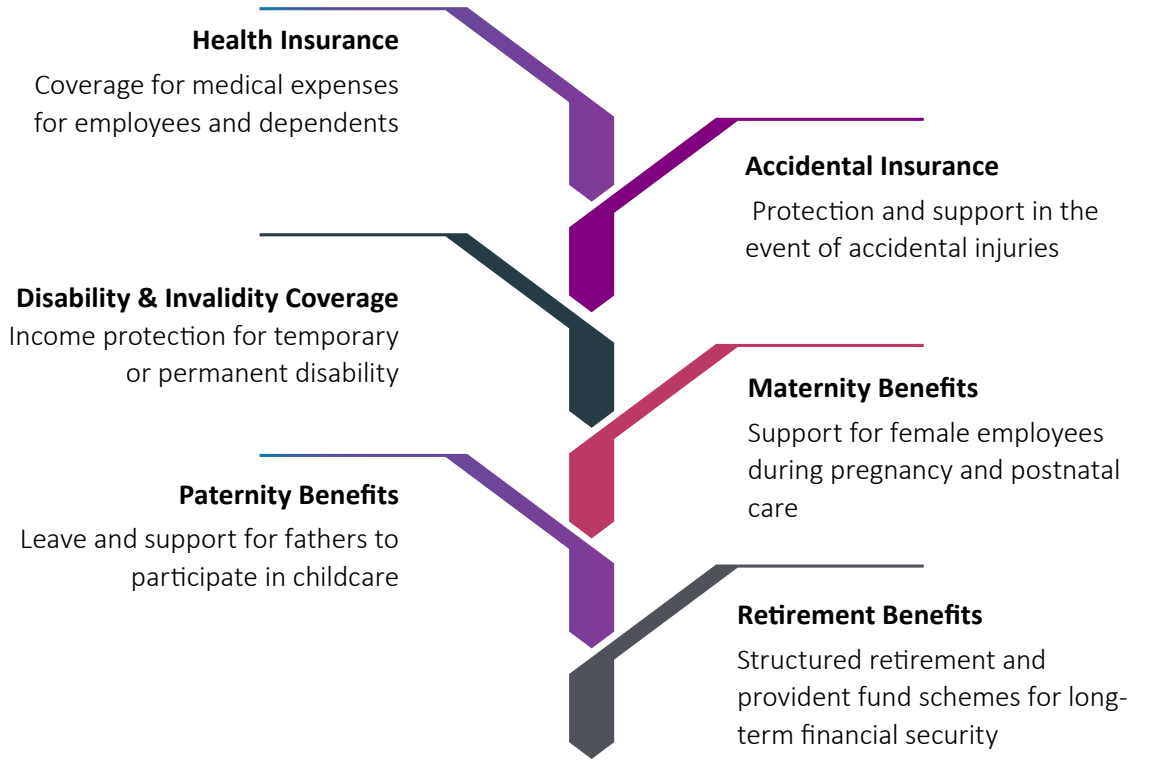 Health Insurance
Coverage for medical expenses
for employees and dependents
Accidental Insurance
Protection and support in the
event of accidental injuries
Disability & Invalidity Coverage
Income protection for temporary
or permanent disability
Maternity Benefits
Support for female employees
during pregnancy and postnatal
care
Paternity Benefits
Leave and support for fathers to
participate in childcare
Retirement Benefits
Structured retirement and
provident fund schemes for long-
term financial security